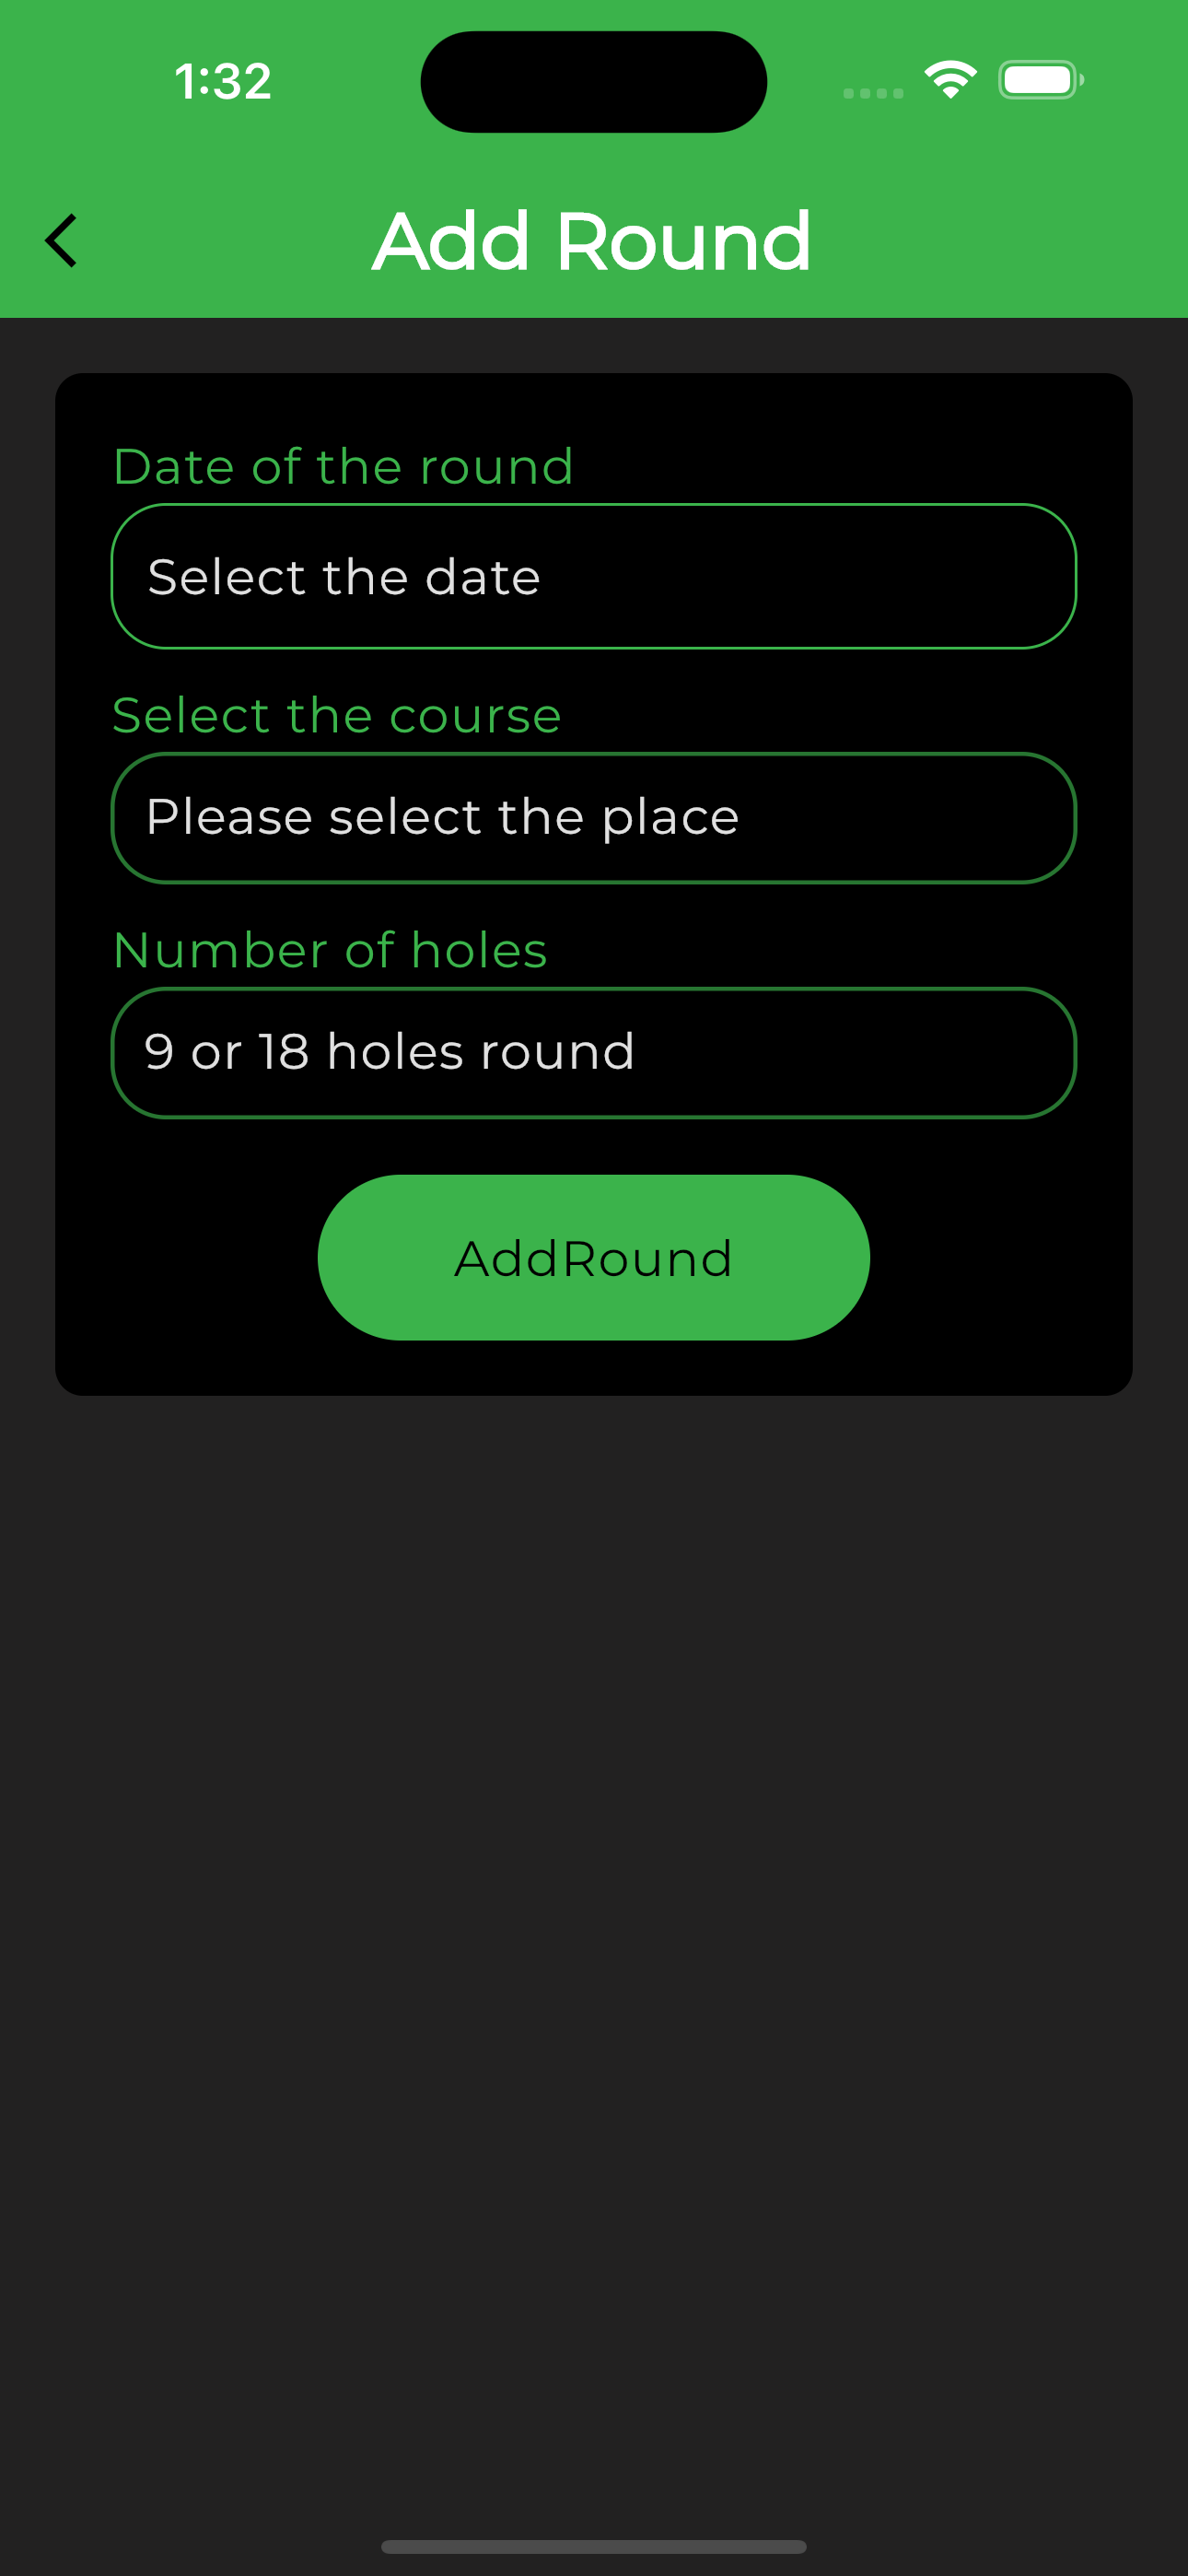 1:32
Add Round
Date of the round
Select the date
Select the course
Please select the place
Number of holes
9 or 18 holes round
AddRound